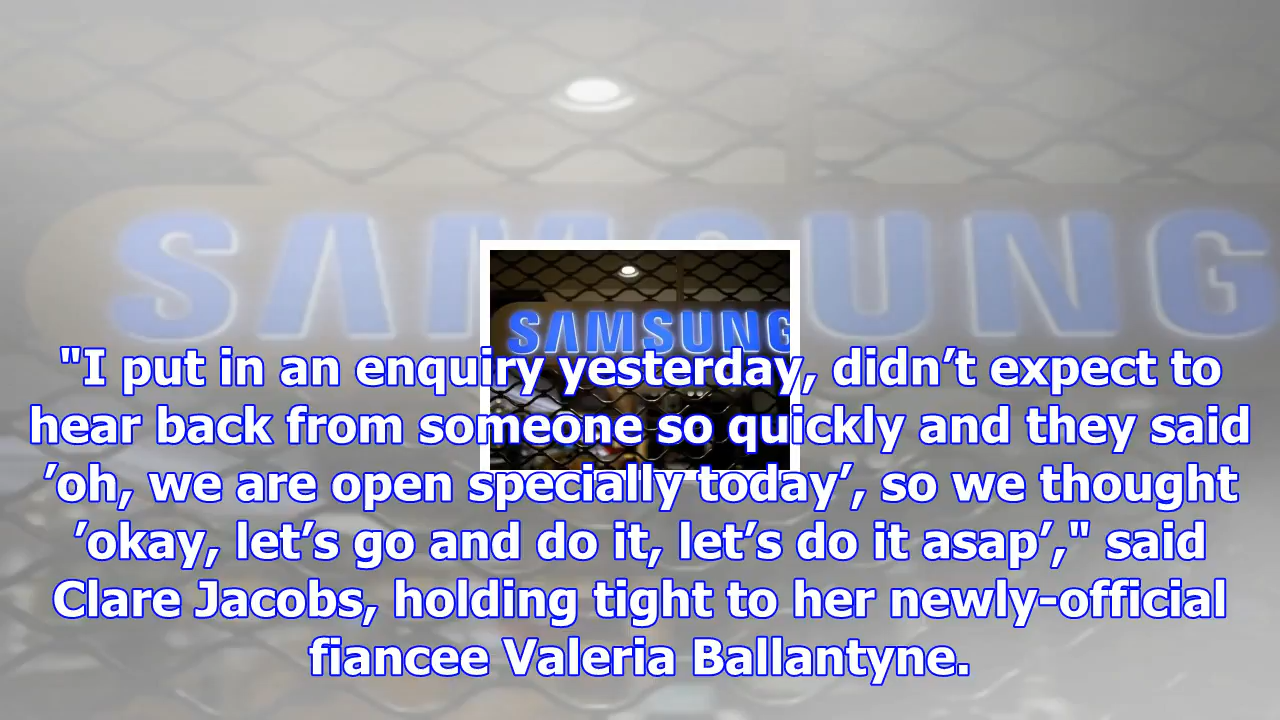 SAMSUNG
SAMSUNG
"I put in an enquiry yesterday, didn’t expect to
hear back from someone so quickly and they said
’oh, we are open specially today’, so we thought
’okay, let’s go and do it, let’s do it asap’," said
Clare Jacobs, holding tight to her newly-official
fiancee Valeria Ballantyne.